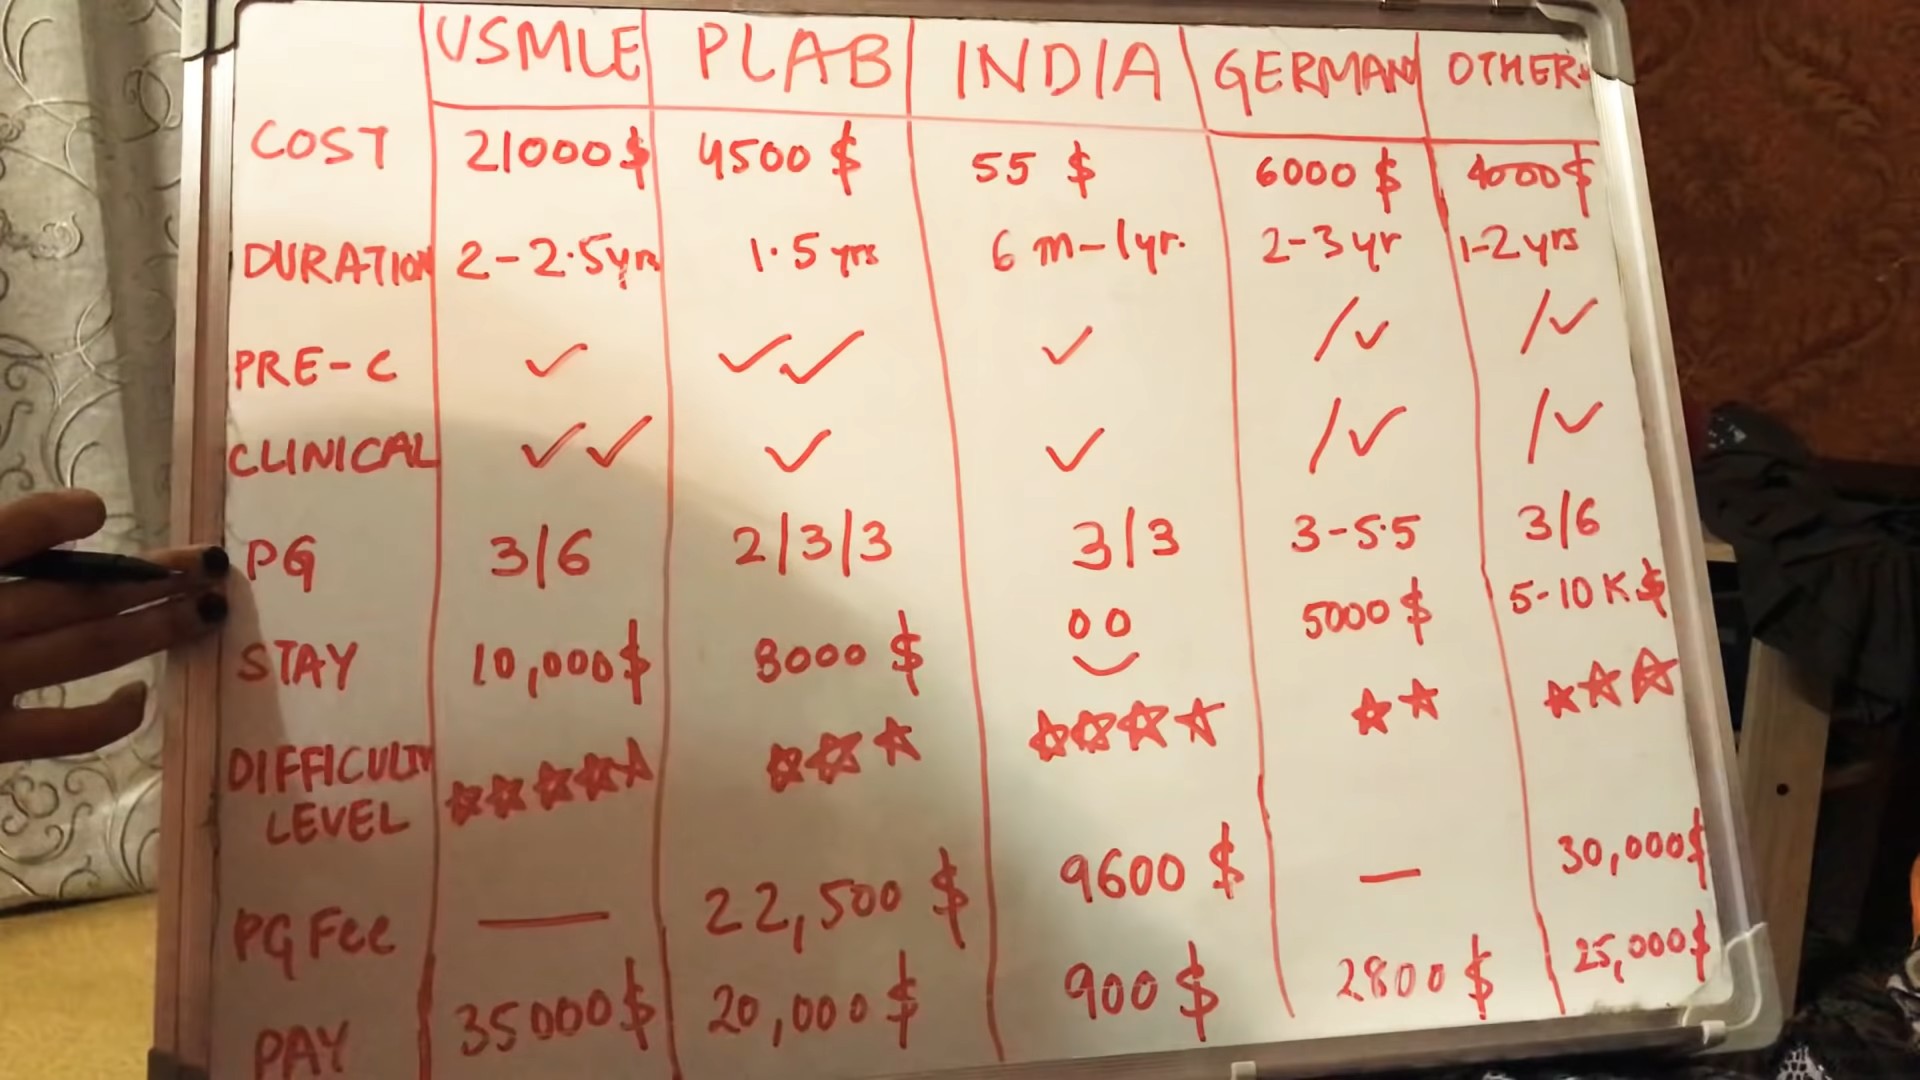 USMLE PLAB INDIA GERMANY OTHERS
COST 21000$ 4500$ 55$ 6000$ 4000$
DURATION 2-2.5yrs 1.5yrs 6m-1yr. 2-3yr 1-2yrs
PRE-C ✓ ✓✓ ✓ /✓ /✓
CLINICAL ✓✓ ✓ ✓ /✓ /✓
PG 3/6 2/3/3 3/3 3-5.5 3/6
STAY 10,000$ 8000$ 5000$ 5-10K$
DIFFICULTY ☆☆☆☆☆ ☆☆☆ ☆☆☆☆ ☆☆ ☆☆☆
LEVEL
PG Fee — 22,500$ 9600$ — 30,000$
PAY 35000$ 20,000$ 900$ 2800$ 25,000$